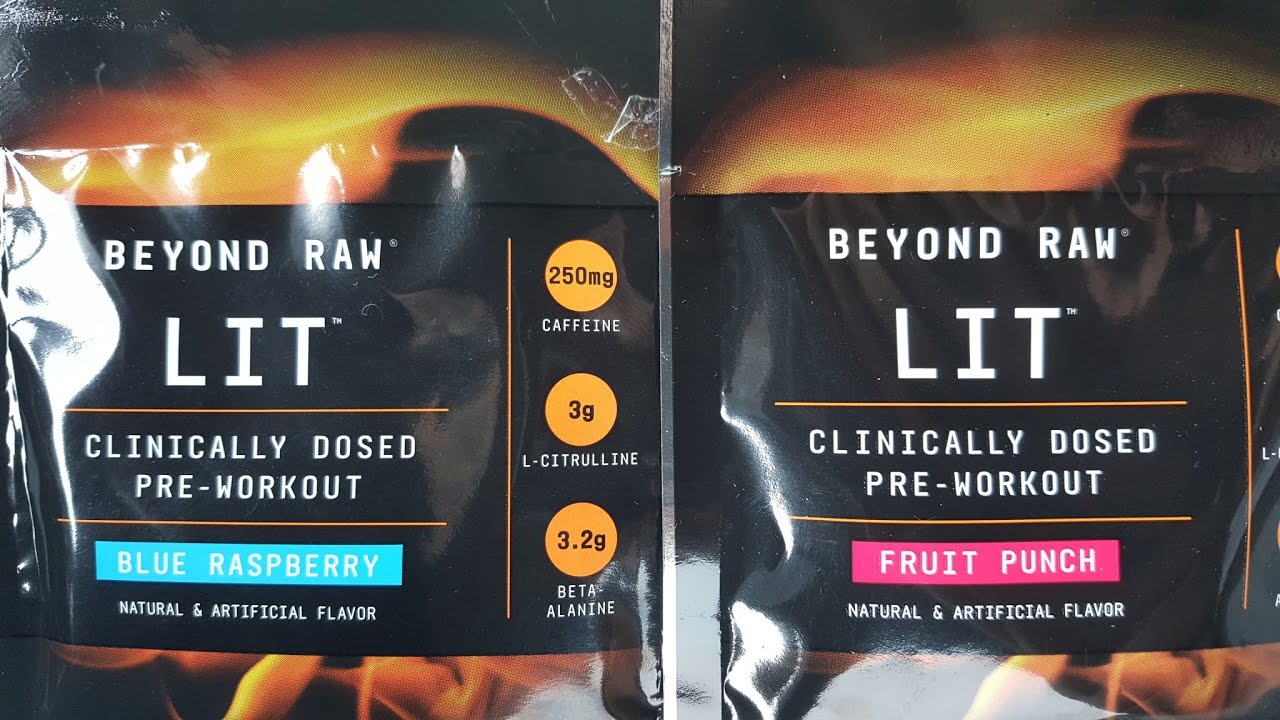 BEYOND RAW®
LIT™
CLINICALLY DOSED
PRE-WORKOUT
BLUE RASPBERRY
NATURAL & ARTIFICIAL FLAVOR
250mg
CAFFEINE
3g
L-CITRULLINE
3.2g
BETA-
ALANINE
BEYOND RAW®
LIT™
CLINICALLY DOSED
PRE-WORKOUT
FRUIT PUNCH
NATURAL & ARTIFICIAL FLAVOR